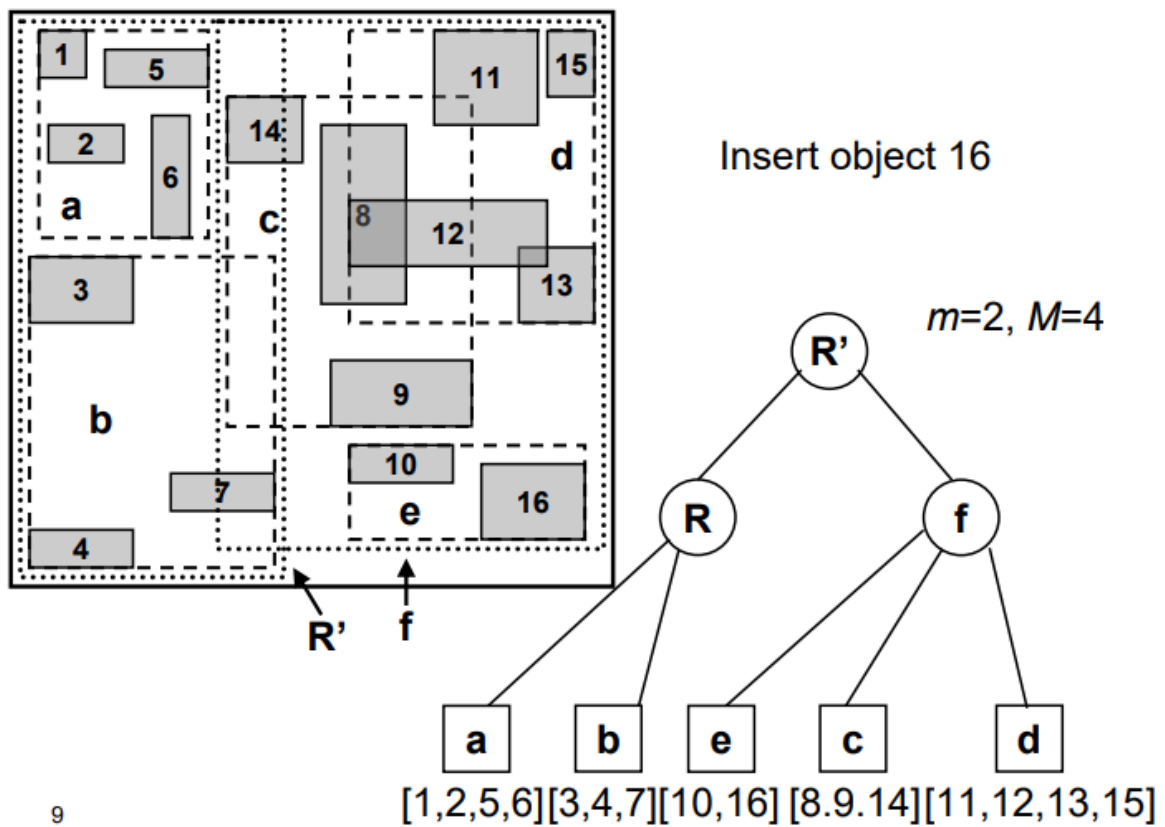 1
5
11
15
14
2
6
d
Insert object 16
a
c
8
12
3
13
m=2, M=4
R’
9
b
10
7
16
e
R
f
4
R’
f
a
b
e
c
d
[1,2,5,6][3,4,7][10,16] [8.9.14][11,12,13,15]
9